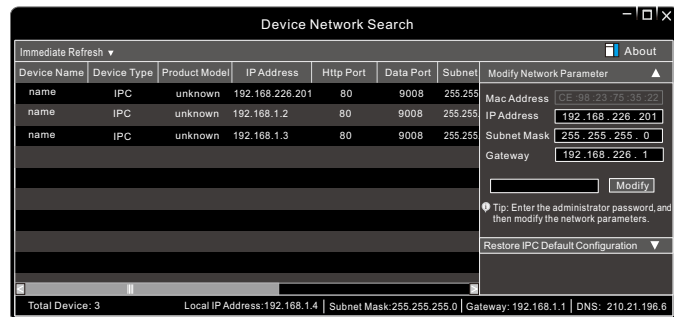 Device Network Search
Immediate Refresh ▼ About
Device Name Device Type Product Model IP Address Http Port Data Port Subnet
name IPC unknown 192.168.226.201 80 9008 255.255
name IPC unknown 192.168.1.2 80 9008 255.255.
name IPC unknown 192.168.1.3 80 9008 255.255.
Modify Network Parameter ▲
Mac Address CE :98 : 23 : 75 : 35 : 22
IP Address 192 .168 . 226 . 201
Subnet Mask 255 . 255 . 255 . 0
Gateway 192 .168 . 226 . 1
Modify
Tip: Enter the administrator password,and
then modify the network parameters.
Restore IPC Default Configuration ▼
Total Device: 3 Local IP Address:192.168.1.4 Subnet Mask:255.255.255.0 Gateway: 192.168.1.1 DNS: 210.21.196.6